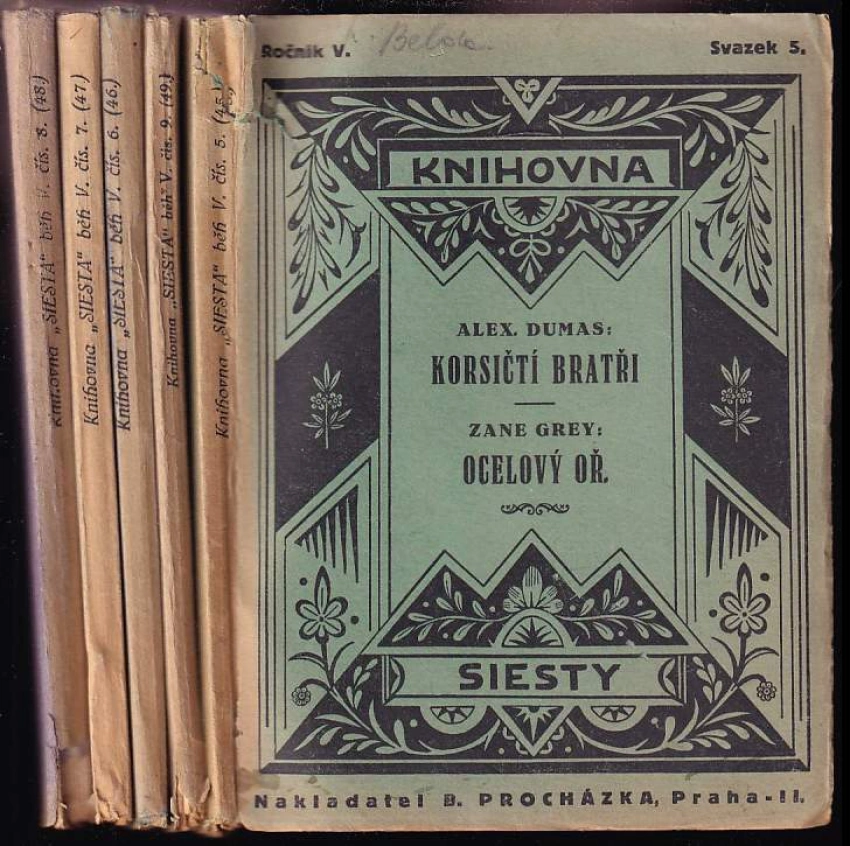 Knihovna „SIESTA“ běh V. čís. 8. (48.)
Knihovna „SIESTA“ běh V. čís. 7. (47.)
Knihovna „SIESTA“ běh V. čís. 6. (46.)
Knihovna „SIESTA“ běh V. čís. 9. (49.)
Knihovna „SIESTA“ běh V. čís. 5. (45.)
Ročník V.
Svazek 5.
KNIHOVNA
ALEX. DUMAS:
KORSIČTÍ BRATŘI
ZANE GREY:
OCELOVÝ OŘ.
SIESTY
Nakladatel B. PROCHÁZKA, Praha-II.